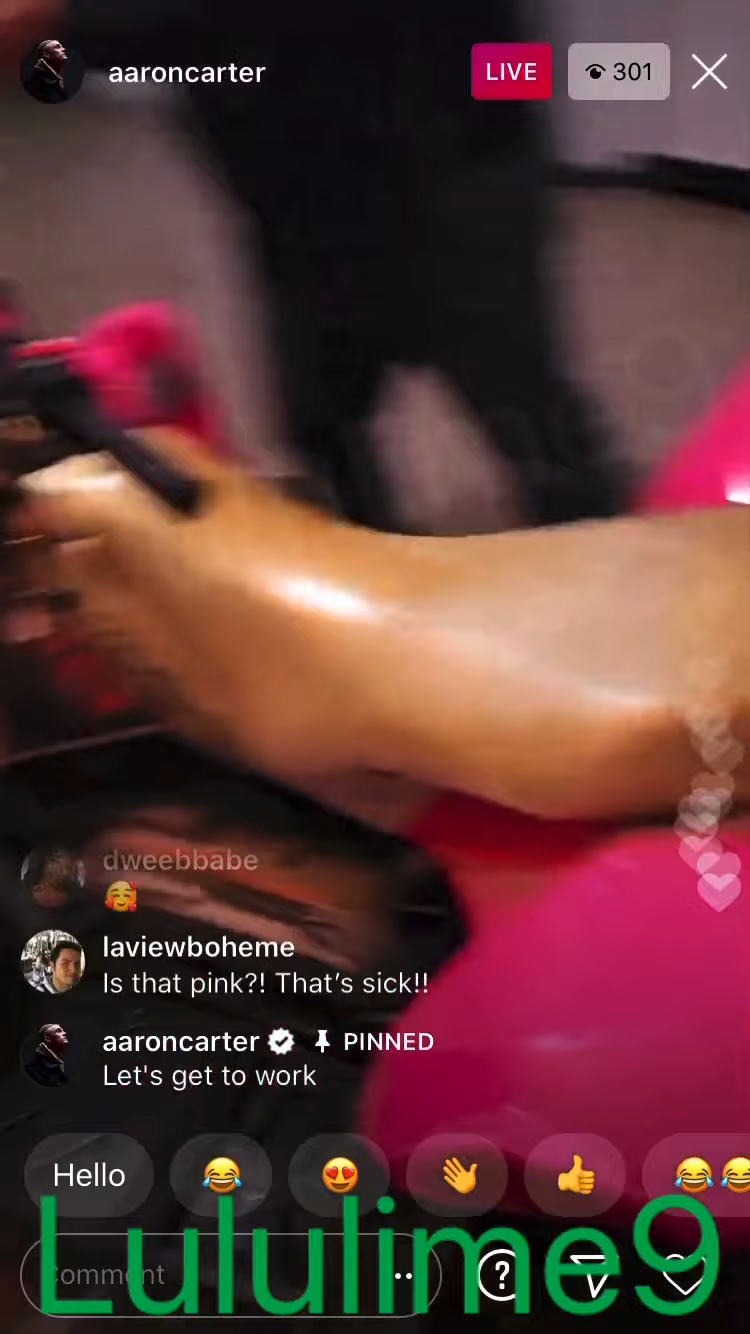 aaroncarter
LIVE
301
dweebbabe
🥰
laviewboheme
Is that pink?! That’s sick!!
aaroncarter PINNED
Let's get to work
Hello 😂 😍 👋 👍 😂😂
Comment
Lululime9